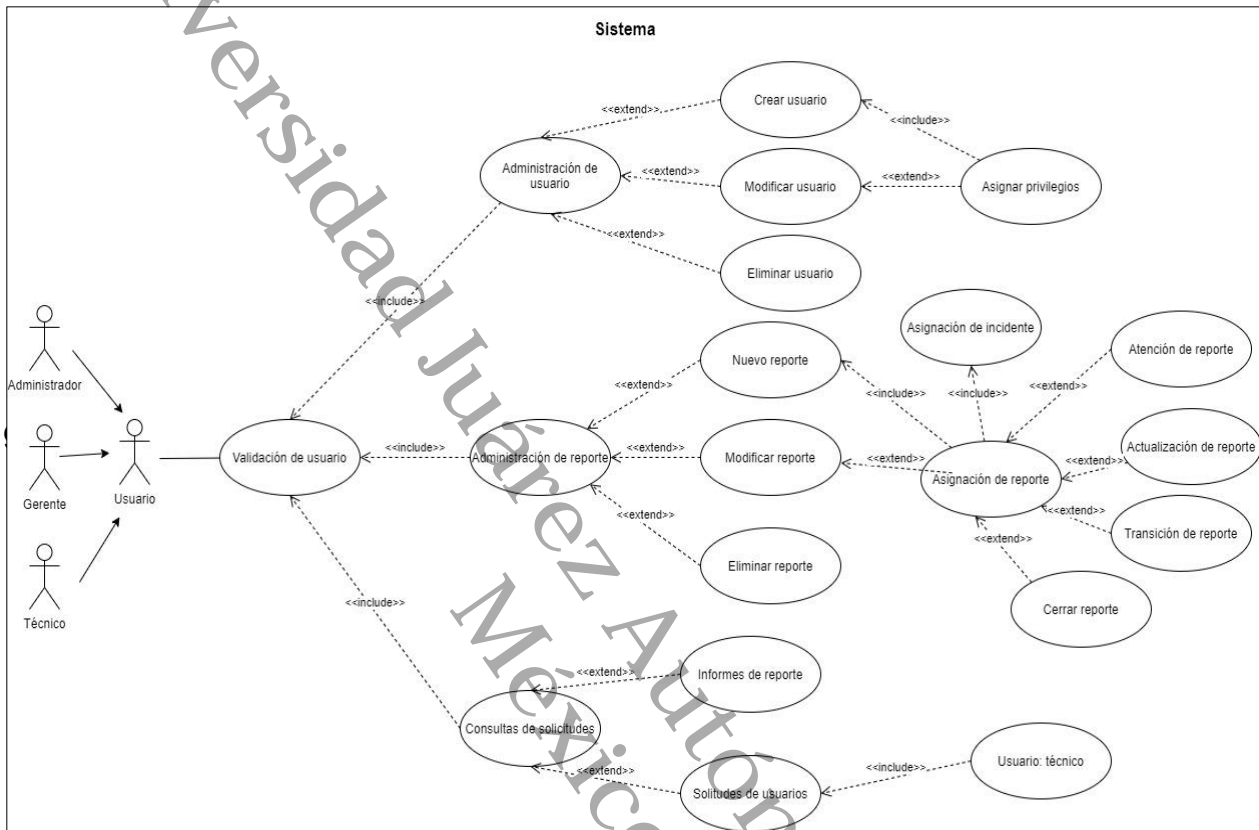 Sistema
Crear usuario
<<extend>>
<<include>>
Administración de
usuario
<<extend>>
Modificar usuario
<<extend>>
Asignar privilegios
<<extend>>
Eliminar usuario
<<include>>
Administrador
Gerente
Técnico
Usuario
Validación de usuario
<<include>>
Administración de reporte
<<extend>>
Nuevo reporte
<<extend>>
Modificar reporte
<<extend>>
Eliminar reporte
<<include>>
Asignación de incidente
<<include>>
<<extend>>
Asignación de reporte
<<extend>>
Atención de reporte
<<extend>>
Actualización de reporte
<<extend>>
Transición de reporte
<<extend>>
Cerrar reporte
<<include>>
Consultas de solicitudes
<<extend>>
Informes de reporte
<<extend>>
Solitudes de usuarios
<<include>>
Usuario: técnico
versidad Juárez Autón
México